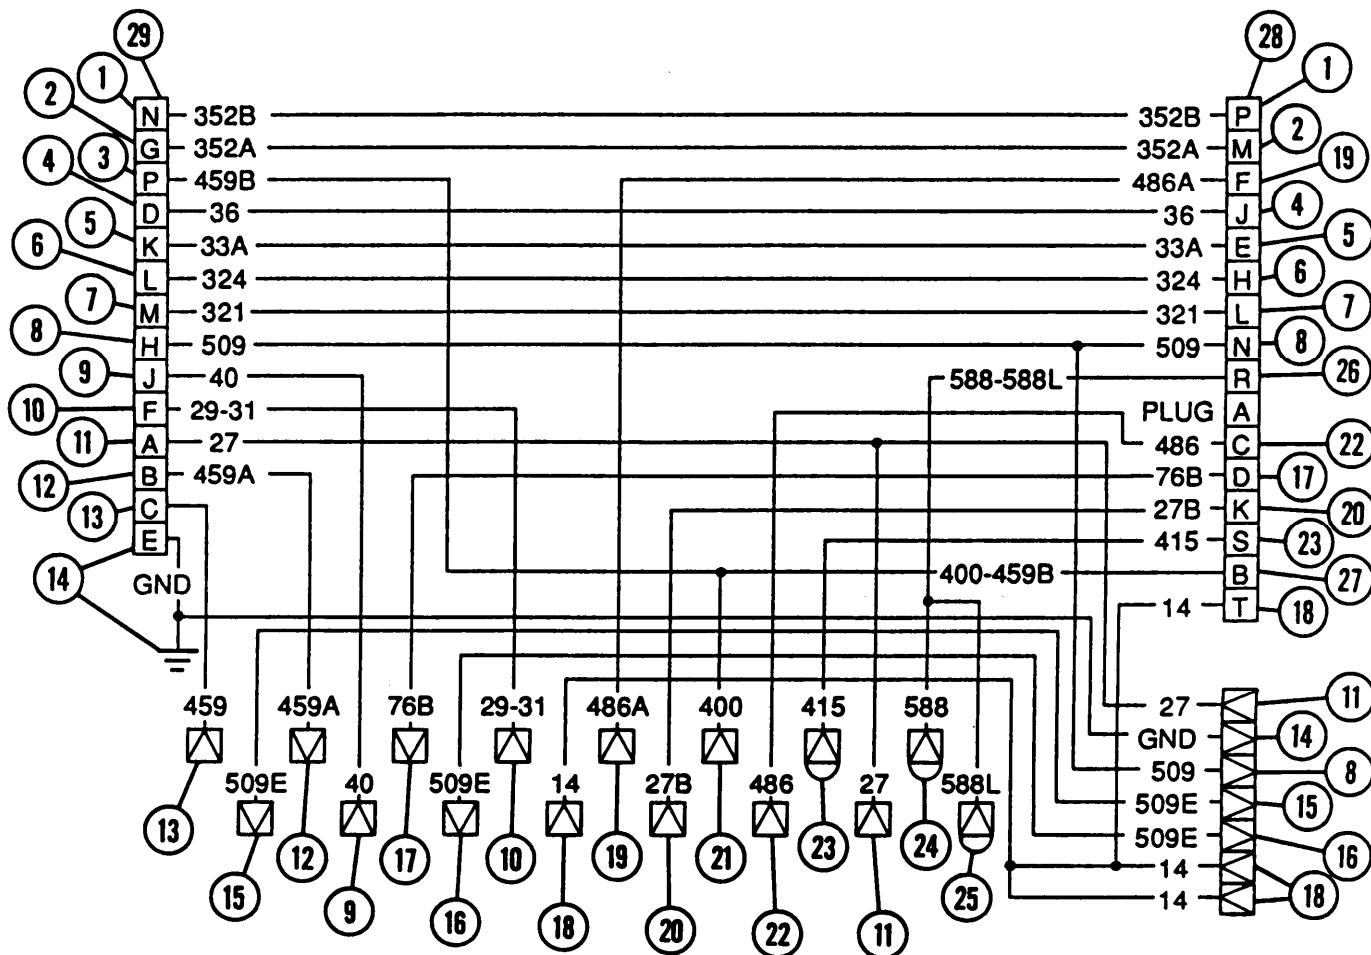 29 28
1 1
2 N 352B 352B P
G 352A 352A M 2
3 P 459B 486A F 19
4 D 36 36 J 4
5 K 33A 33A E 5
6 L 324 324 H 6
7 M 321 321 L 7
8 H 509 509 N 8
9 J 40 588-588L R 26
10 F 29-31 PLUG A
11 A 27 486 C 22
12 B 459A 76B D 17
13 C 27B K 20
E 415 S 23
14 GND 400-459B B 27
14 T 18
459 459A 76B 29-31 486A 400 415 588 27 11
GND 14
509E 40 509E 14 27B 486 27 588L 509 8
509E 15
13 12 17 10 19 21 23 24 509E 16
14
15 9 16 18 20 22 11 25 14 18